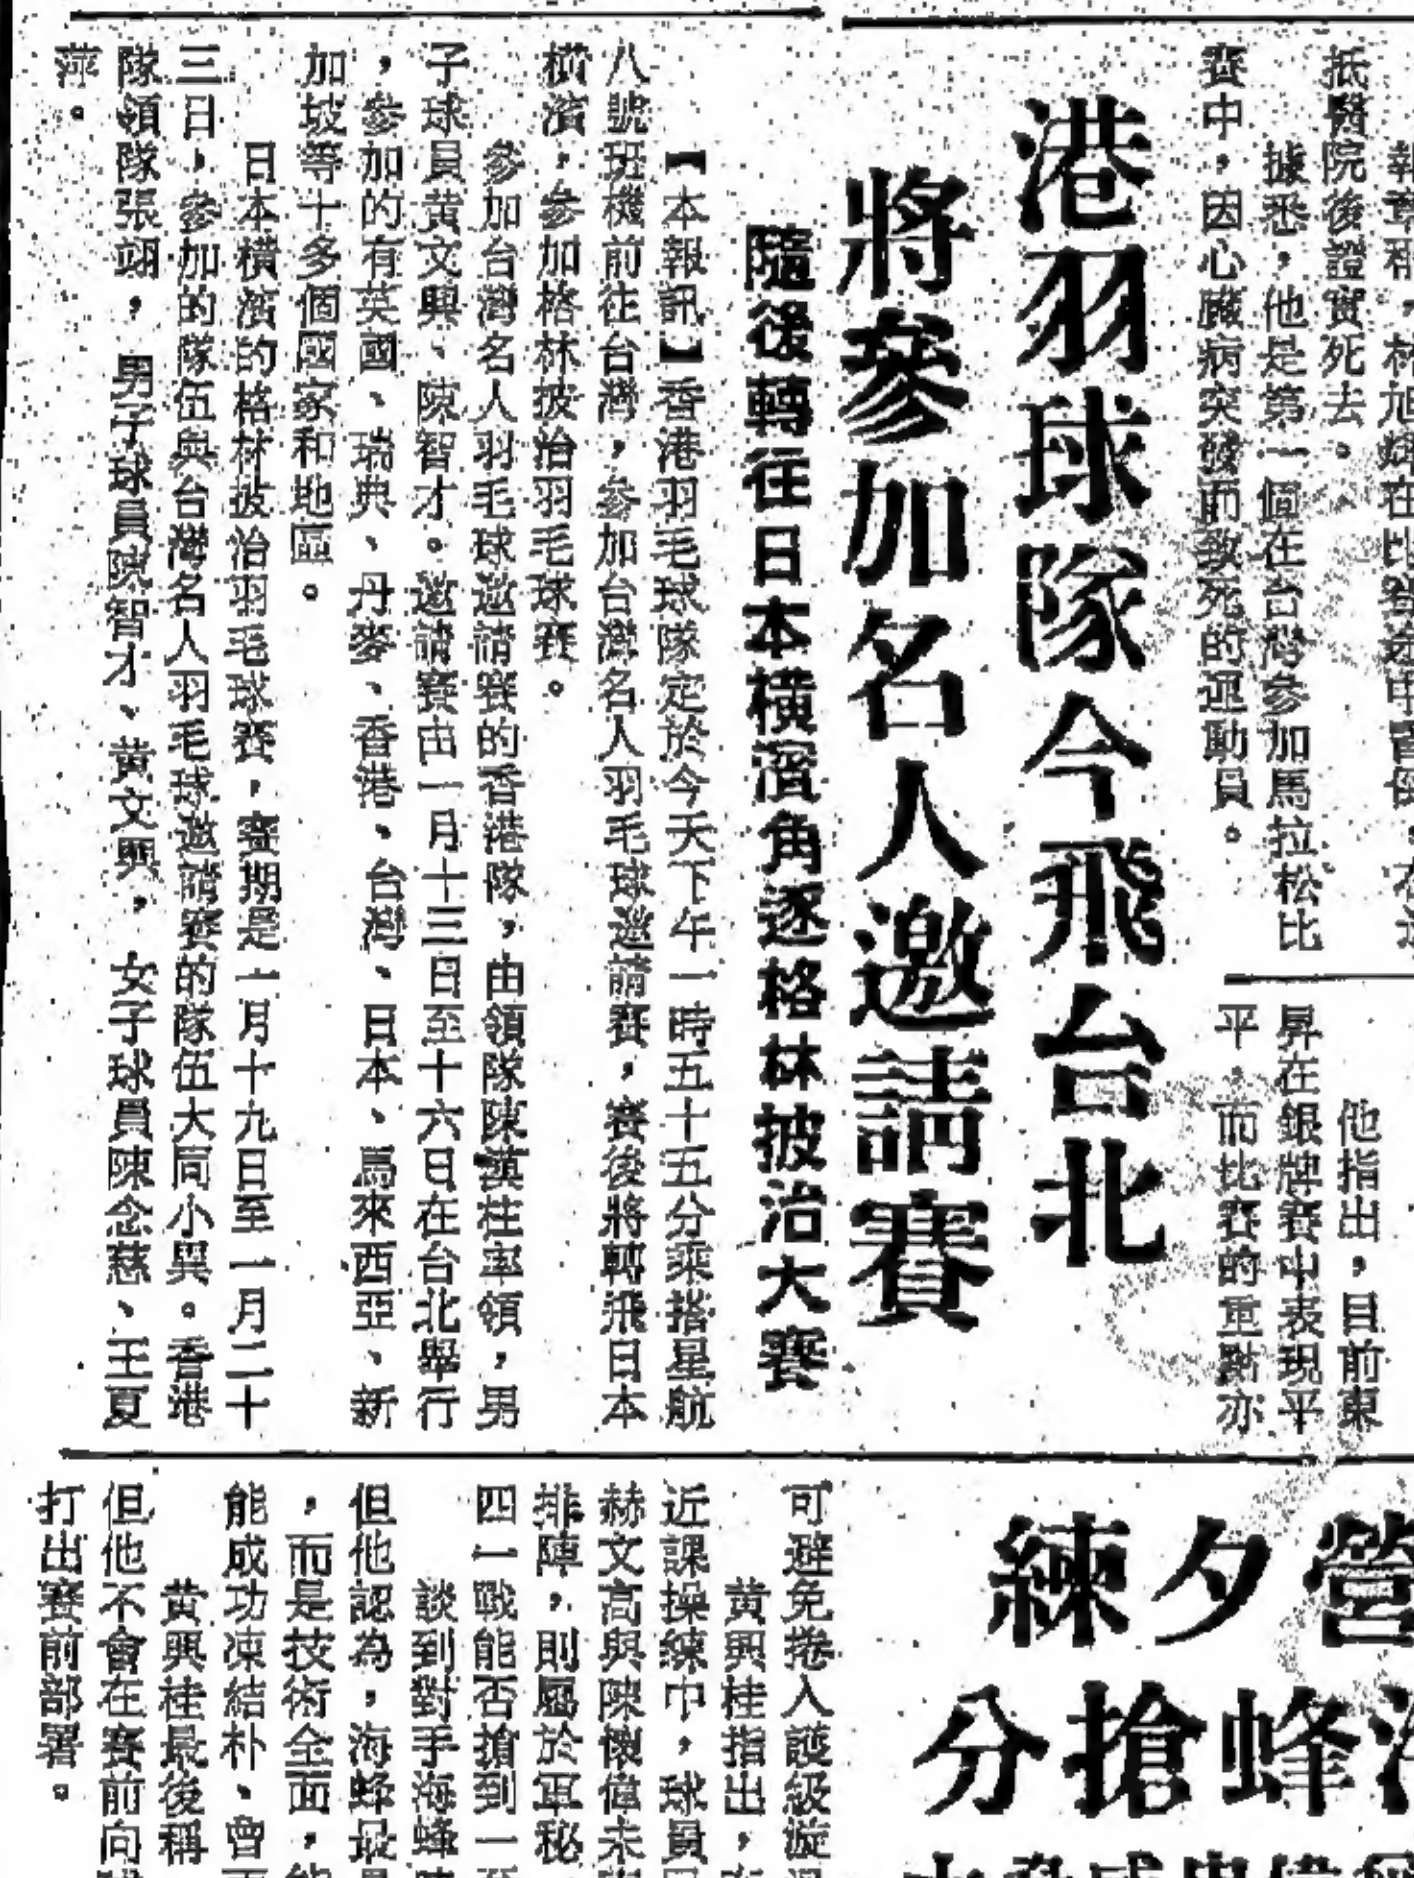 抵醫院後證實死去。
據悉，他是第一個在台灣參加馬拉松比
賽中，因心臟病突發而致死的運動員。
他指出，目前東
昇在銀牌賽中表現平
平，而比賽的重點亦
港羽球隊今飛台北
將參加名人邀請賽
隨後轉往日本橫濱角逐格林披治大賽
【本報訊】香港羽毛球隊定於今天下午一時五十五分乘搭星航
八號班機前往台灣，參加台灣名人羽毛球邀請賽，賽後將轉飛日本
橫濱，參加格林披治羽毛球賽。
參加台灣名人羽毛球邀請賽的香港隊，由領隊陳漢柱率領，男
子球員黃文興、陳智才。邀請賽由一月十三日至十六日在台北舉行
，參加的有英國、瑞典、丹麥、香港、台灣、日本、馬來西亞、新
加坡等十多個國家和地區。
日本橫濱的格林披治羽毛球賽，賽期是一月十九日至一月二十
三日，參加的隊伍與台灣名人羽毛球邀請賽的隊伍大同小異。香港
隊領隊張翊，男子球員陳智才、黃文興，女子球員陳念慈、王夏
萍。
營夕練
蜂搶分
可避免捲入護級漩
黃興桂指出，
近課操練中，球員
赫文高與陳懷偉未
排陣，則屬於軍秘
四一戰能否搶到一
談到對手海蜂
但他認為，海蜂最
，而是技術全面，
能成功凍結朴、曾
黃興桂最後稱
但他不會在賽前向
打出賽前部署。